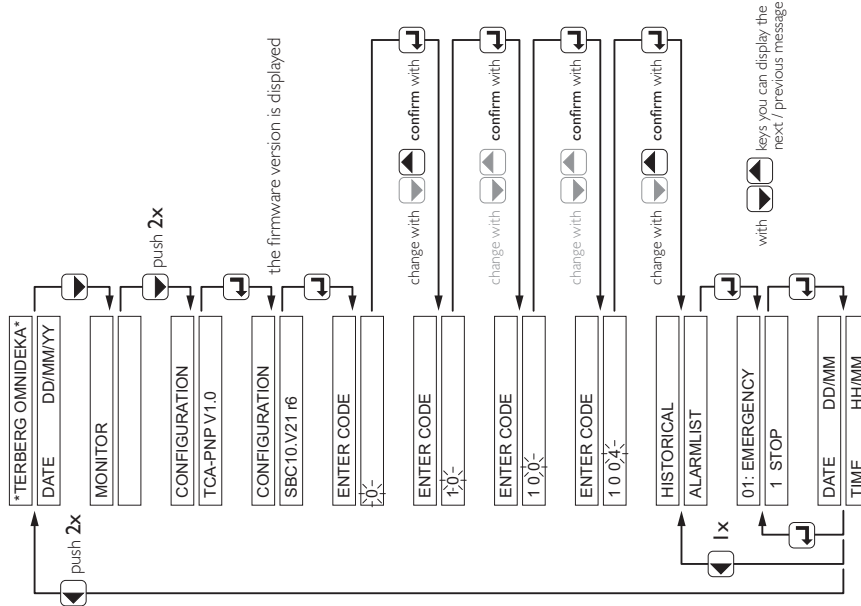 *TERBERG OMNIDEKA*
DATE DD/MM/YY
push 2x
MONITOR
push 2x
CONFIGURATION
TCA-PNP V1.0
CONFIGURATION
SBC10.V21 r6
the firmware version is displayed
ENTER CODE
0
change with confirm with
ENTER CODE
1 0
change with confirm with
ENTER CODE
1 0 0
change with confirm with
ENTER CODE
1 0 0 4
change with confirm with
HISTORICAL
ALARMLIST
1x
01: EMERGENCY
1 STOP
with keys you can display the
next / previous message
DATE DD/MM
TIME HH/MM